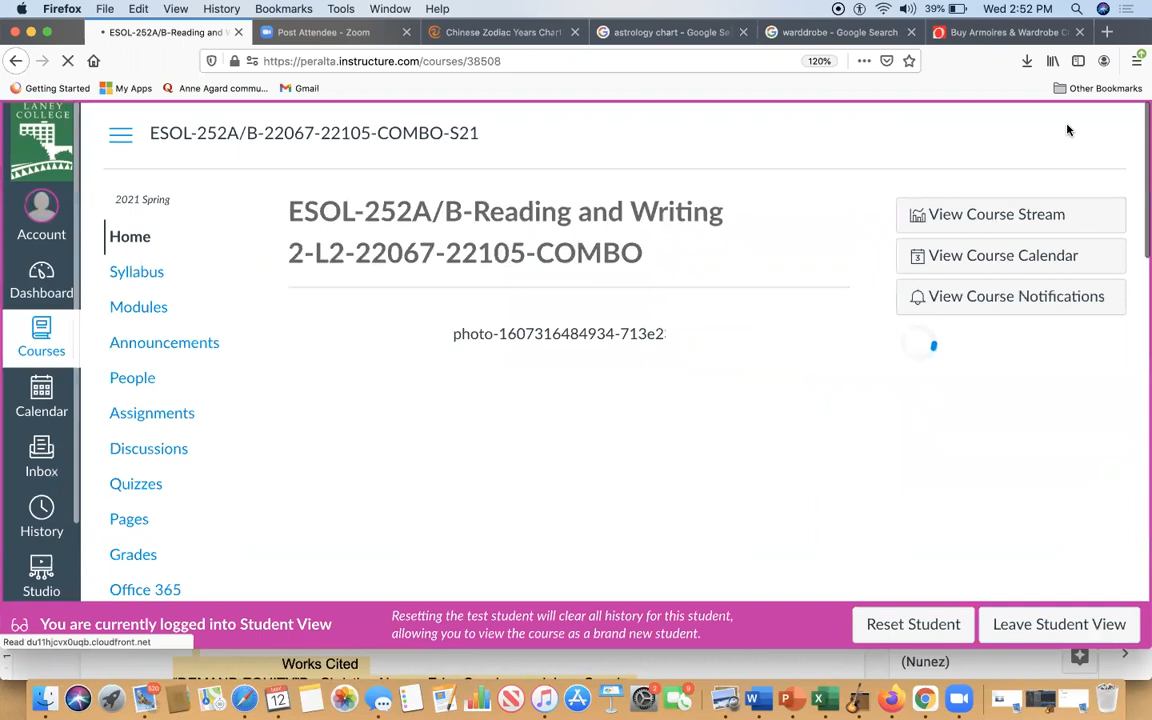 Firefox File Edit View History Bookmarks Tools Window Help 39% Wed 2:52 PM
ESOL-252A/B-Reading and W Post Attendee - Zoom Chinese Zodiac Years Chart astrology chart - Google Se warddrobe - Google Search Buy Armoires & Wardrobe C
https://peralta.instructure.com/courses/38508 120%
Getting Started My Apps Anne Agard commu... Gmail Other Bookmarks
LANEY
COLLEGE
ESOL-252A/B-22067-22105-COMBO-S21
Account
Dashboard
Courses
Calendar
Inbox
History
Studio
2021 Spring
Home
Syllabus
Modules
Announcements
People
Assignments
Discussions
Quizzes
Pages
Grades
Office 365
ESOL-252A/B-Reading and Writing
2-L2-22067-22105-COMBO
photo-1607316484934-713e2
View Course Stream
3
View Course Calendar
View Course Notifications
You are currently logged into Student View
Resetting the test student will clear all history for this student,
allowing you to view the course as a brand new student.
Reset Student
Leave Student View
Read du11hjcvx0uqb.cloudfront.net
Works Cited
(Nunez)